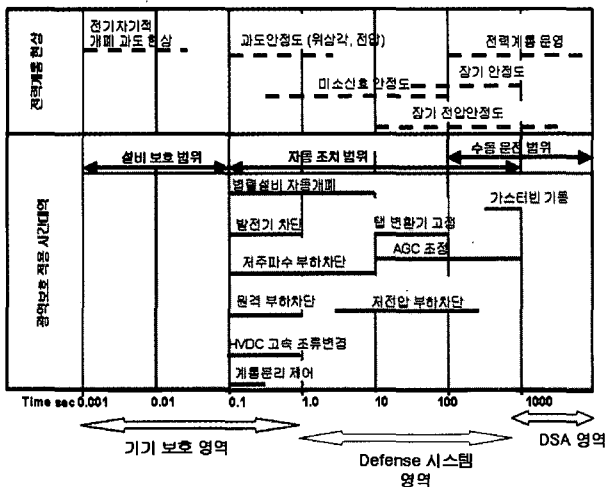 전력계통 현상
전기자기적
개폐 과도 현상
과도안정도 (위상각, 전압)
전력계통 운영
장기 안정도
미소신호 안정도
장기 전압안정도
설비 보호 범위
자동 조치 범위
수동 운전 범위
광역보호 적용 시간대역
병렬설비 자동개폐
가스터빈 기동
발전기 차단
탭 변환기 고정
AGC 조정
저주파수 부하차단
원격 부하차단
저전압 부하차단
HVDC 고속 조류변경
계통분리 제어
Time sec 0.001 0.01 0.1 1.0 10 100 1000
기기 보호 영역
Defense 시스템
영역
DSA 영역